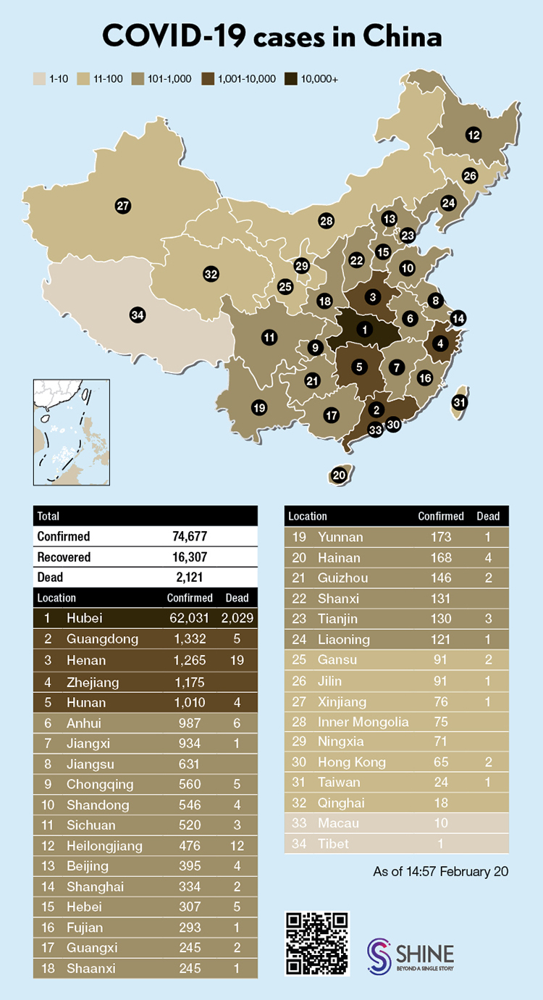 COVID-19 cases in China
1-10 11-100 101-1,000 1,001-10,000 10,000+
12
26
27
24
28
13
23
15
22
10
29
32
25
3
18
8
34
6
14
1
11
4
9
5
7
21
16
31
19
2
17
30
33
20
Total
Confirmed 74,677
Recovered 16,307
Dead 2,121
Location Confirmed Dead
1 Hubei 62,031 2,029
2 Guangdong 1,332 5
3 Henan 1,265 19
4 Zhejiang 1,175
5 Hunan 1,010 4
6 Anhui 987 6
7 Jiangxi 934 1
8 Jiangsu 631
9 Chongqing 560 5
10 Shandong 546 4
11 Sichuan 520 3
12 Heilongjiang 476 12
13 Beijing 395 4
14 Shanghai 334 2
15 Hebei 307 5
16 Fujian 293 1
17 Guangxi 245 2
18 Shaanxi 245 1
Location Confirmed Dead
19 Yunnan 173 1
20 Hainan 168 4
21 Guizhou 146 2
22 Shanxi 131
23 Tianjin 130 3
24 Liaoning 121 1
25 Gansu 91 2
26 Jilin 91 1
27 Xinjiang 76 1
28 Inner Mongolia 75
29 Ningxia 71
30 Hong Kong 65 2
31 Taiwan 24 1
32 Qinghai 18
33 Macau 10
34 Tibet 1
As of 14:57 February 20
SHINE
BEYOND A SINGLE STORY